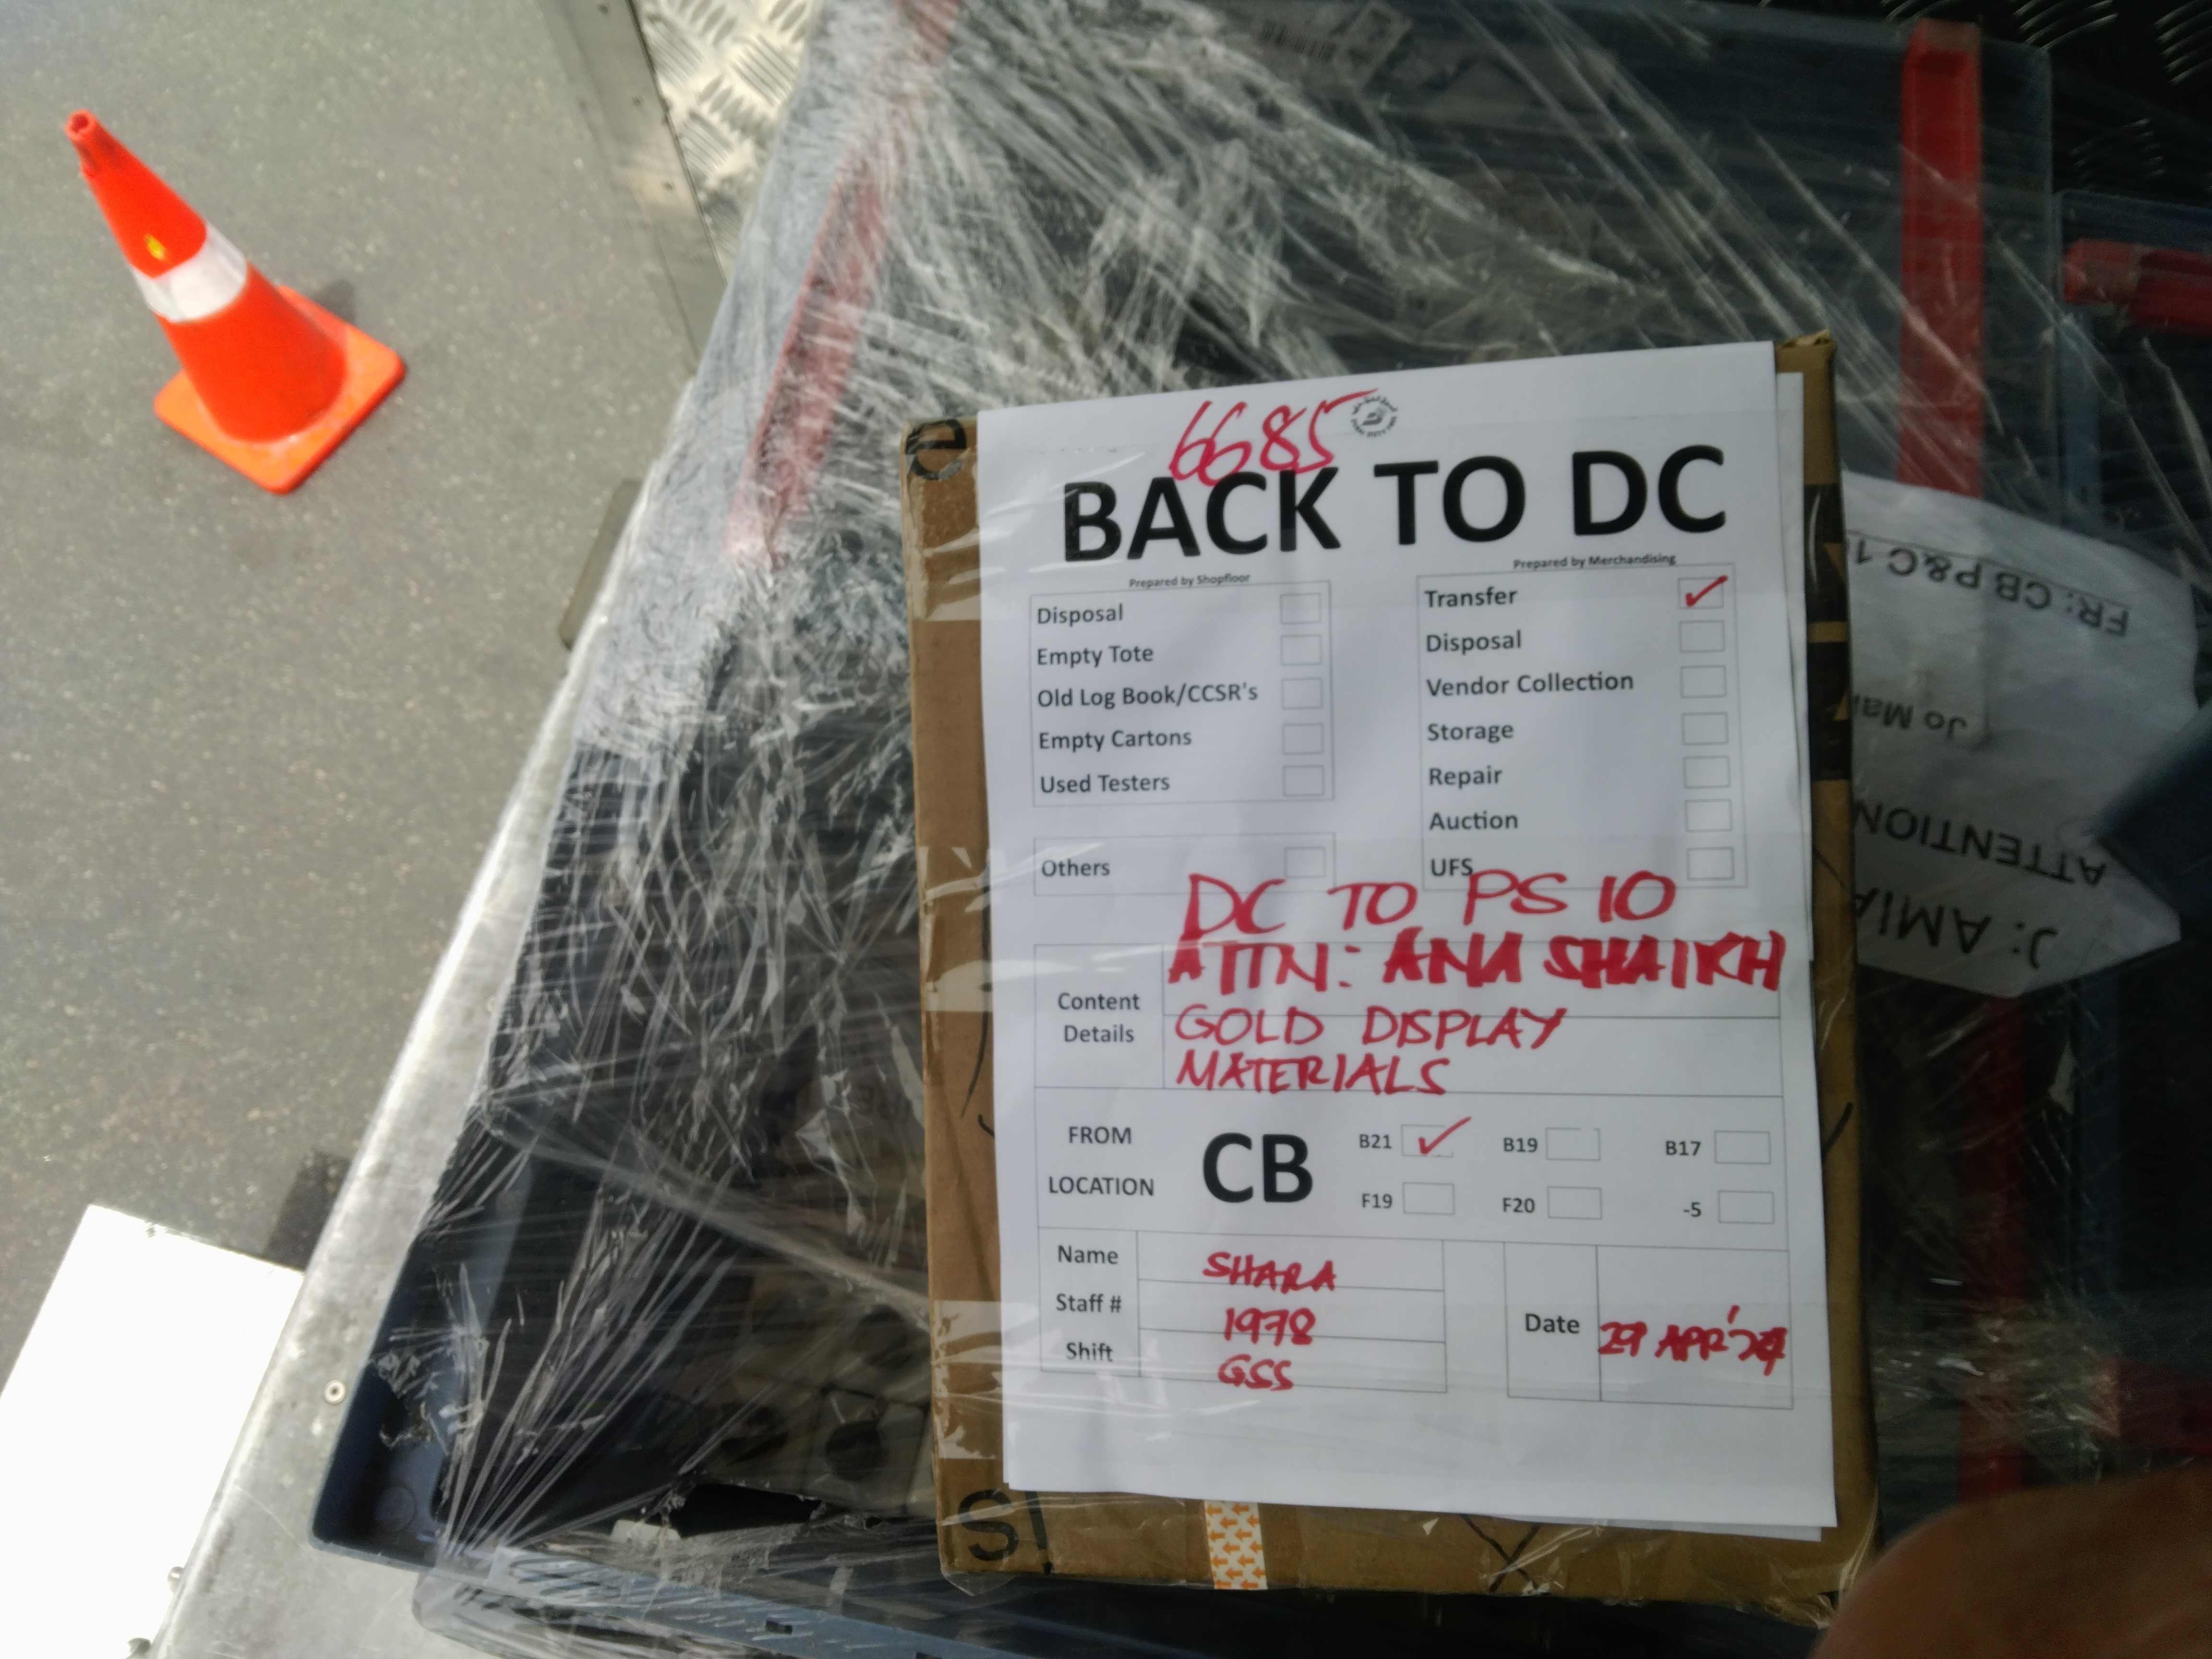 6685
BACK TO DC
Prepared by Shopfloor
Disposal
Empty Tote
Old Log Book/CCSR's
Empty Cartons
Used Testers
Others
Prepared by Merchandising
Transfer ✓
Disposal
Vendor Collection
Storage
Repair
Auction
UFS
DC TO PS 10
ATTN: ANA SHAIKH
Content Details
GOLD DISPLAY
MATERIALS
FROM LOCATION
CB
B21 ✓ B19 B17
F19 F20 -5
Name SHARA
Staff # 1978
Shift GSS
Date 29 APR'24
FR: CB P&C
Jo
ATTENTION
e
S!